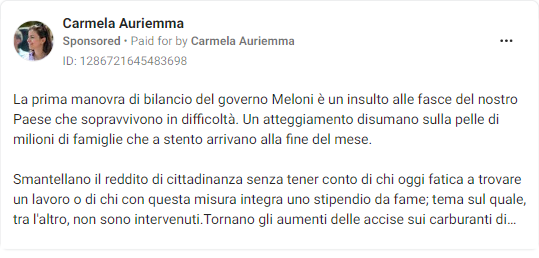 Carmela Auriemma
Sponsored • Paid for by Carmela Auriemma
ID: 1286721645483698
La prima manovra di bilancio del governo Meloni è un insulto alle fasce del nostro
Paese che sopravvivono in difficoltà. Un atteggiamento disumano sulla pelle di
milioni di famiglie che a stento arrivano alla fine del mese.
Smantellano il reddito di cittadinanza senza tener conto di chi oggi fatica a trovare
un lavoro o di chi con questa misura integra uno stipendio da fame; tema sul quale,
tra l'altro, non sono intervenuti.Tornano gli aumenti delle accise sui carburanti di...